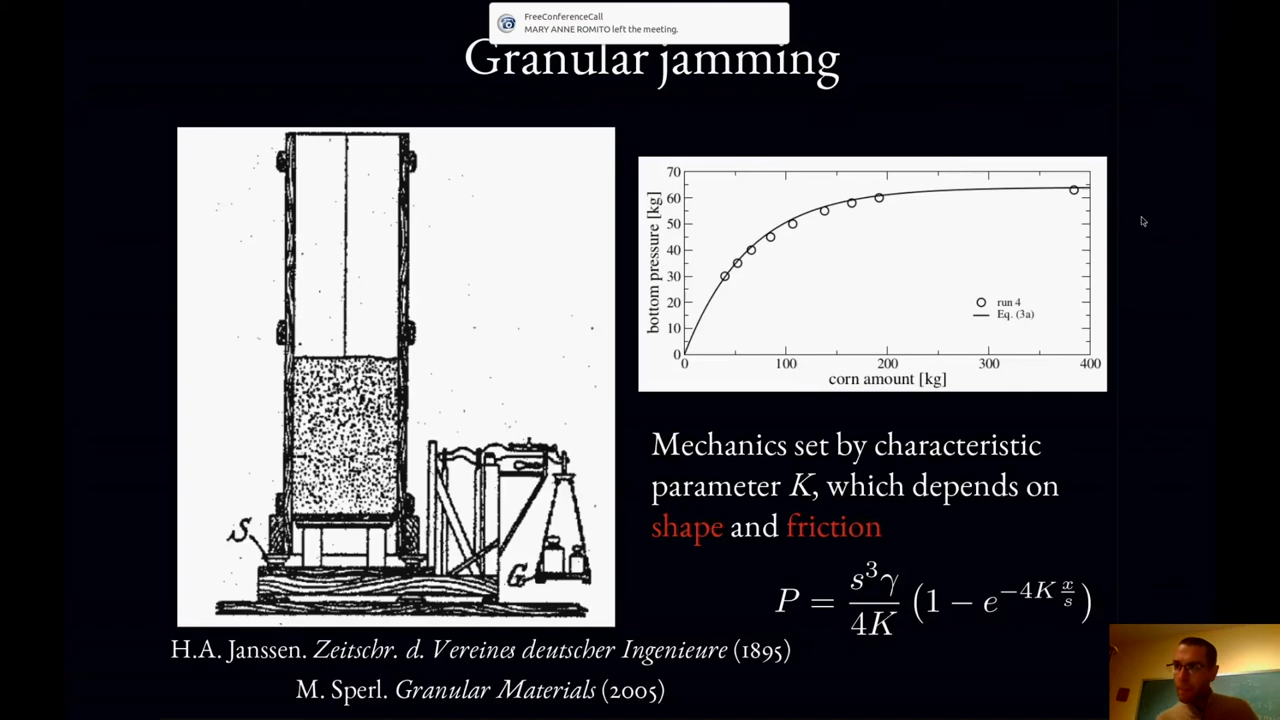 FreeConferenceCall
MARY ANNE ROMITO left the meeting.
Granular jamming
S
G
70
60
50
40
30
20
10
0
bottom pressure [kg]
0 100 200 300 400
corn amount [kg]
run 4
Eq. (3a)
Mechanics set by characteristic
parameter K, which depends on
shape and friction
P = s³γ/4K (1 − e^{−4K x/s})
H.A. Janssen. Zeitschr. d. Vereines deutscher Ingenieure (1895)
M. Sperl. Granular Materials (2005)